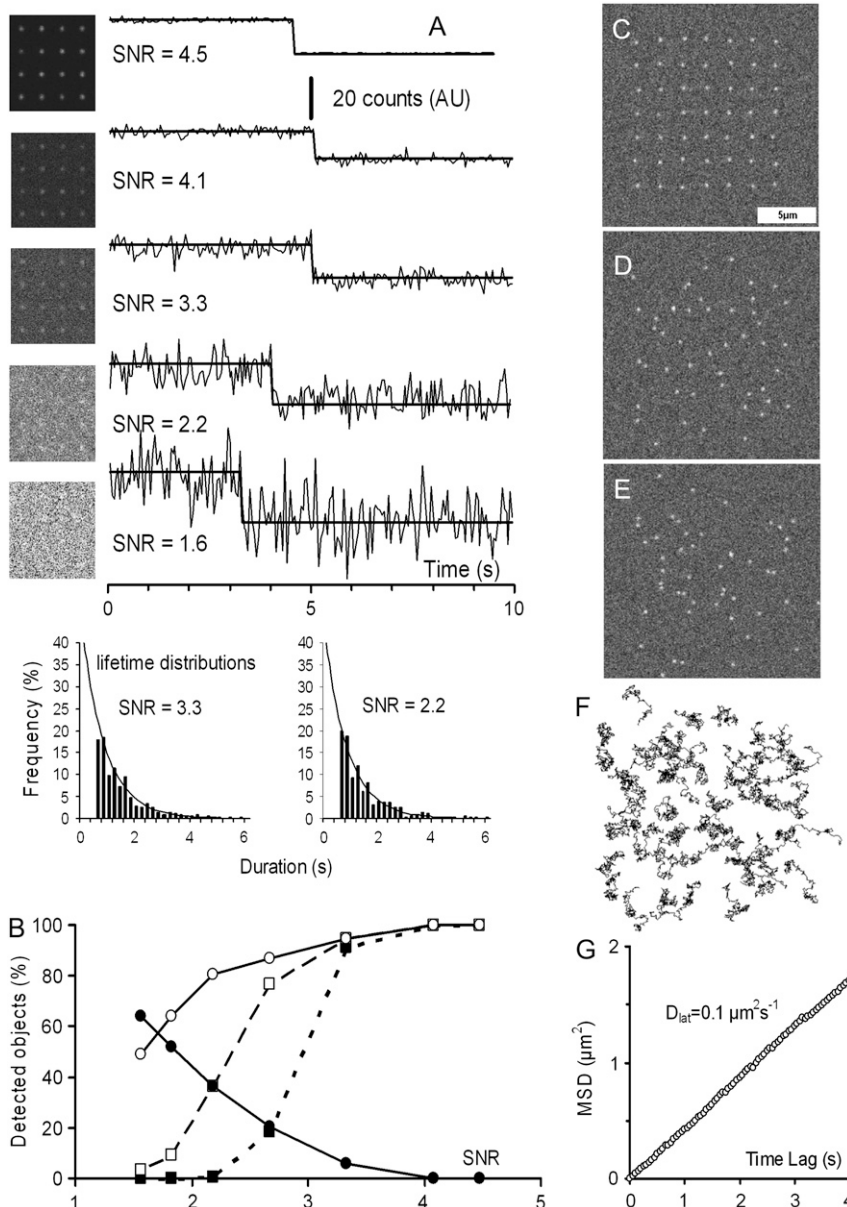 A
SNR = 4.5
20 counts (AU)
SNR = 4.1
SNR = 3.3
SNR = 2.2
SNR = 1.6
Time (s)
0 5 10
40
35
30
25
20
15
10
5
0
Frequency (%)
lifetime distributions
SNR = 3.3
0 2 4 6
40
35
30
25
20
15
10
5
0
SNR = 2.2
0 2 4 6
Duration (s)
B
100
80
60
40
20
0
Detected objects (%)
SNR
1 2 3 4 5
C
5µm
D
E
F
G
2
1
0
MSD (µm²)
D_lat=0.1 µm²s⁻¹
Time Lag (s)
0 1 2 3 4